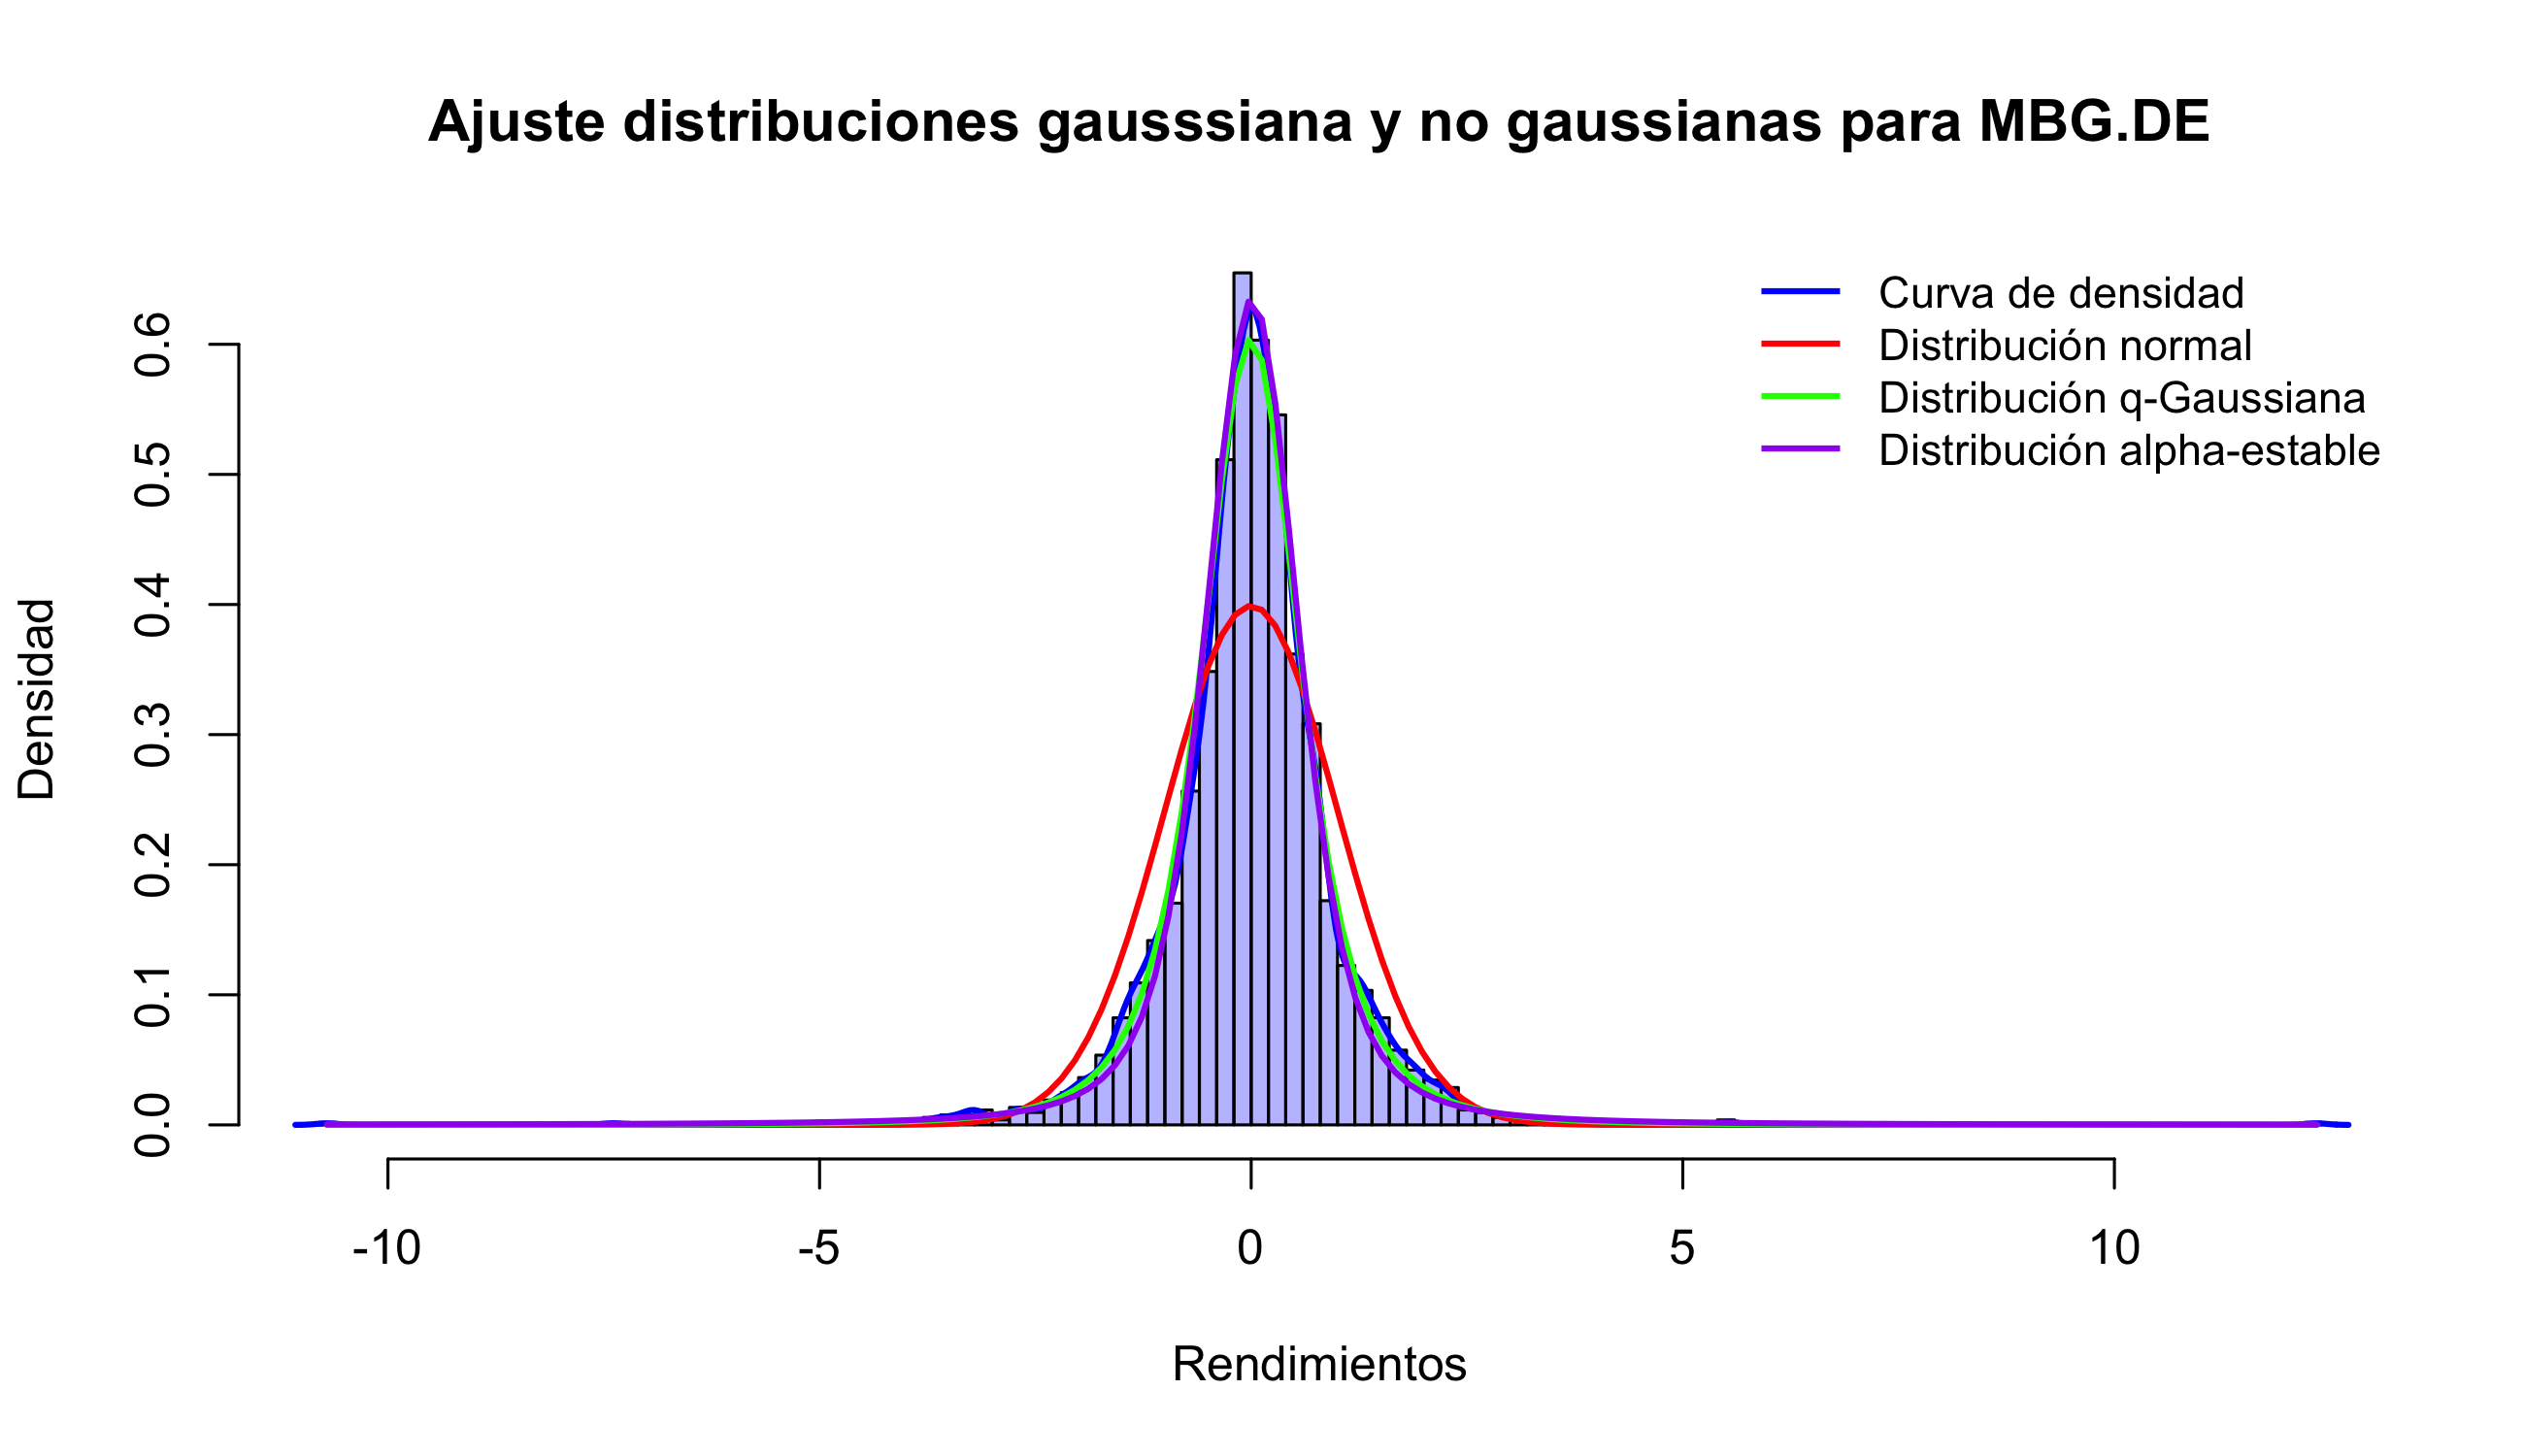 Ajuste distribuciones gausssiana y no gaussianas para MBG.DE
Curva de densidad
Distribución normal
Distribución q-Gaussiana
Distribución alpha-estable
Densidad
0.6
0.5
0.4
0.3
0.2
0.1
0.0
-10 -5 0 5 10
Rendimientos